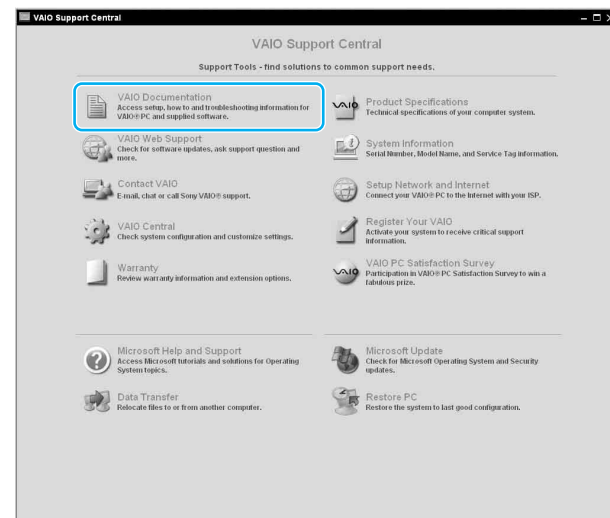 VAIO Support Central
VAIO Support Central
Support Tools - find solutions to common support needs.
VAIO Documentation
Access setup, how to and troubleshooting information for
VAIO® PC and supplied software.
VAIO Web Support
Check for software updates, ask support question and
more.
Contact VAIO
E-mail, chat or call Sony VAIO® support.
VAIO Central
Check system configuration and customize settings.
Warranty
Review warranty information and extension options.
VAIO
Product Specifications
Technical specifications of your computer system.
System Information
Serial Number, Model Name, and Service Tag information.
Setup Network and Internet
Connect your VAIO® PC to the Internet with your ISP.
Register Your VAIO
Activate your system to receive critical support
information.
VAIO
VAIO PC Satisfaction Survey
Participation in VAIO® PC Satisfaction Survey to win a
fabulous prize.
Microsoft Help and Support
Access Microsoft tutorials and solutions for Operating
System topics.
Data Transfer
Relocate files to or from another computer.
Microsoft Update
Check for Microsoft Operating System and Security
updates.
Restore PC
Restore the system to last good configuration.